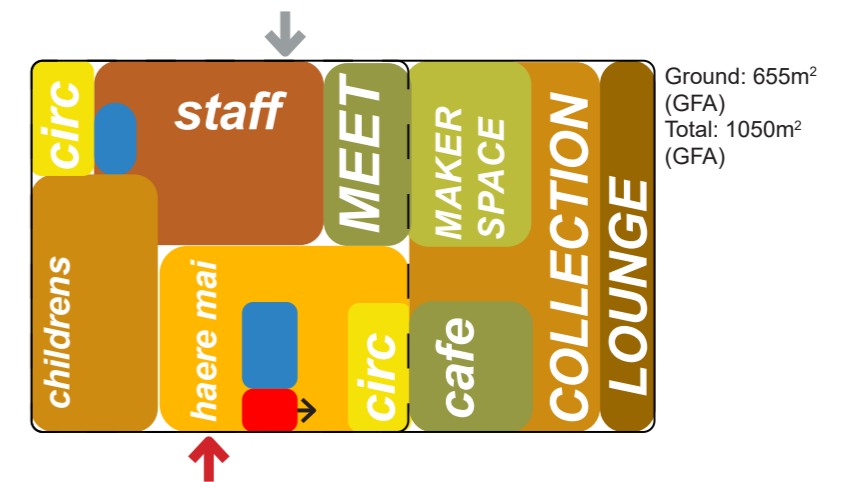 circ
staff
MEET
MAKER
SPACE
COLLECTION
LOUNGE
childrens
haere mai
circ
cafe
Ground: 655m²
(GFA)
Total: 1050m²
(GFA)